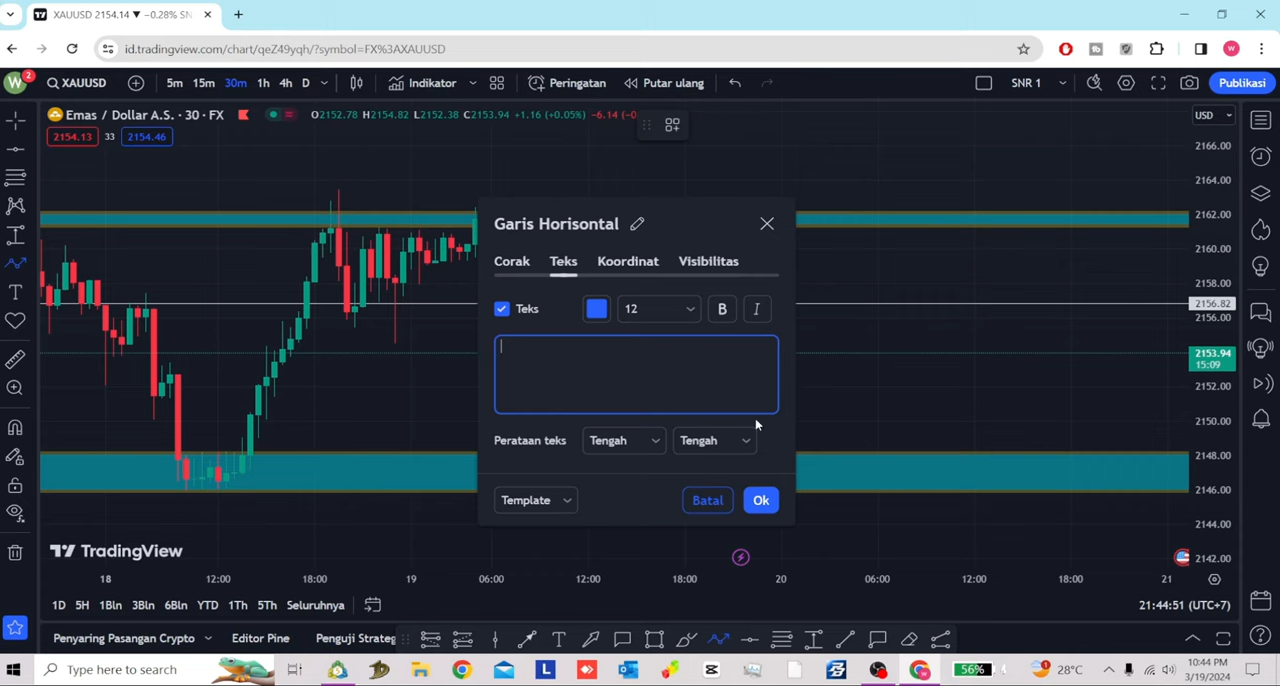 XAUUSD 2154.14 ▼ −0.28% SN
id.tradingview.com/chart/qeZ49yqh/?symbol=FX%3AXAUUSD
W
W 2 XAUUSD 5m 15m 30m 1h 4h D Indikator Peringatan Putar ulang SNR 1 Publikasi
Emas / Dollar A.S. · 30 · FX O2152.78 H2154.82 L2152.38 C2153.94 +1.16 (+0.05%) −6.14 (−0 USD
2154.13 33 2154.46
2166.00
2164.00
2162.00
2160.00
2158.00
2156.82
2156.00
2153.94
15:09
2152.00
2150.00
2148.00
2146.00
2144.00
2142.00
Garis Horisontal
Corak Teks Koordinat Visibilitas
Teks 12 B I
Perataan teks Tengah Tengah
Template Batal Ok
TradingView
18 12:00 18:00 19 06:00 12:00 18:00 20 06:00 12:00 18:00 21
1D 5H 1Bln 3Bln 6Bln YTD 1Th 5Th Seluruhnya 21:44:51 (UTC+7)
Penyaring Pasangan Crypto Editor Pine Penguji Strateg
Type here to search L 56% 28°C 10:44 PM
3/19/2024